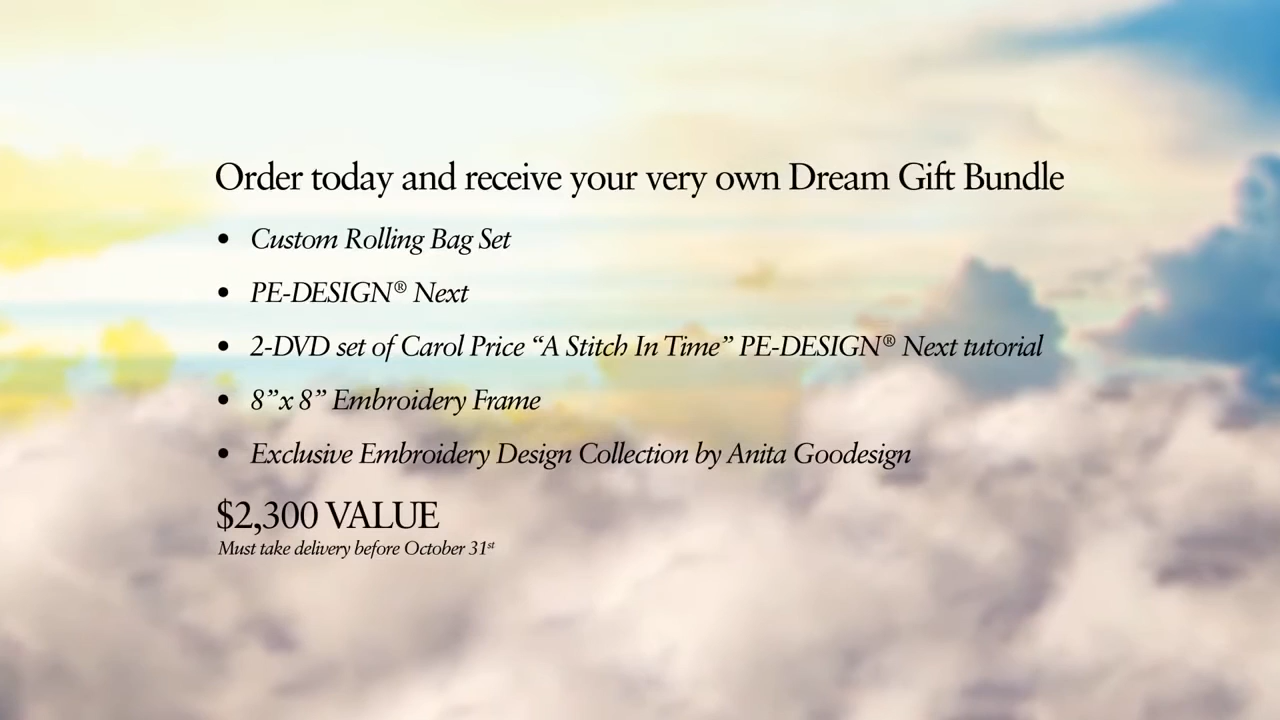 Order today and receive your very own Dream Gift Bundle
• Custom Rolling Bag Set
• PE-DESIGN® Next
• 2-DVD set of Carol Price “A Stitch In Time” PE-DESIGN® Next tutorial
• 8”x 8” Embroidery Frame
• Exclusive Embroidery Design Collection by Anita Goodesign
$2,300 VALUE
Must take delivery before October 31st